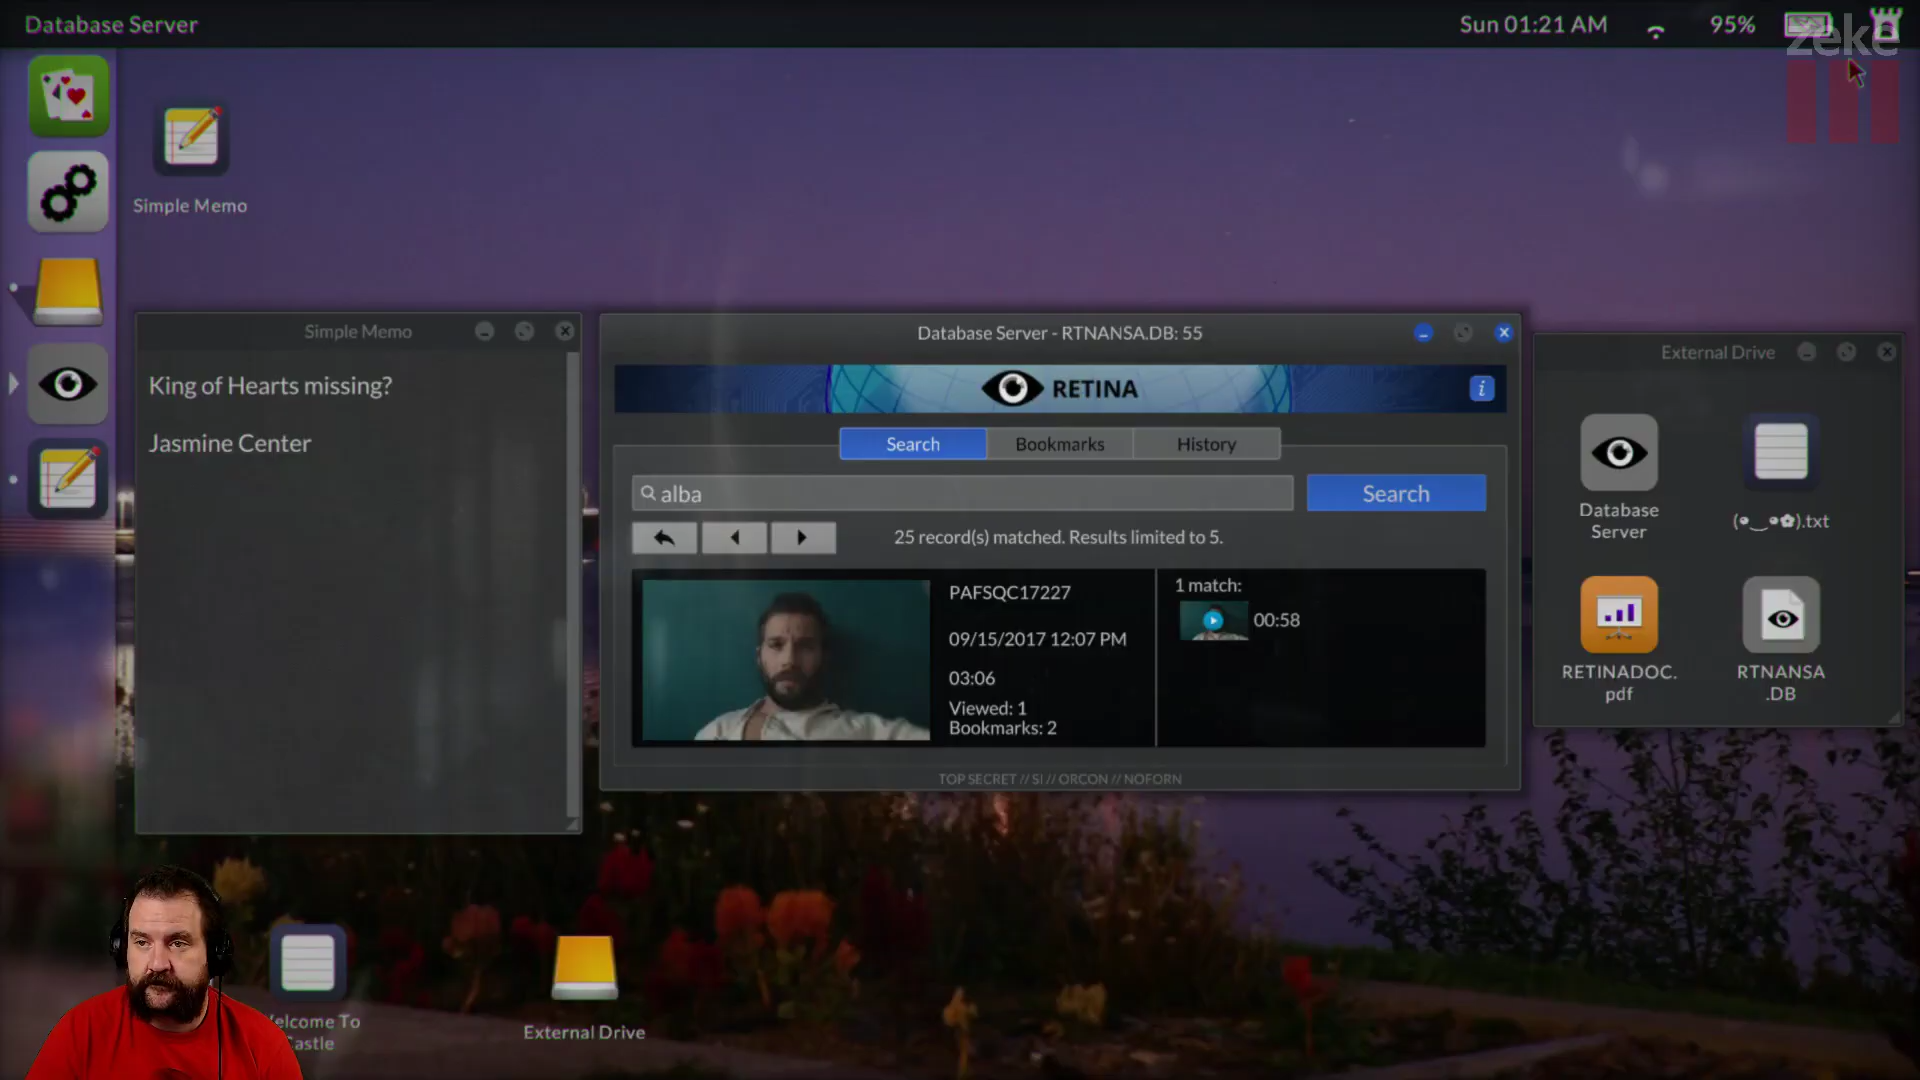 Database Server
Sun 01:21 AM
95%
zeke
Simple Memo
Simple Memo
King of Hearts missing?
Jasmine Center
Database Server - RTNANSA.DB: 55
RETINA
i
Search
Bookmarks
History
alba
Search
25 record(s) matched. Results limited to 5.
PAFSQC17227
09/15/2017 12:07 PM
03:06
Viewed: 1
Bookmarks: 2
1 match:
00:58
TOP SECRET // SI // ORCON // NOFORN
External Drive
Database
Server
(•‿•✿).txt
RETINADOC.
pdf
RTNANSA
.DB
elcome To
astle
External Drive